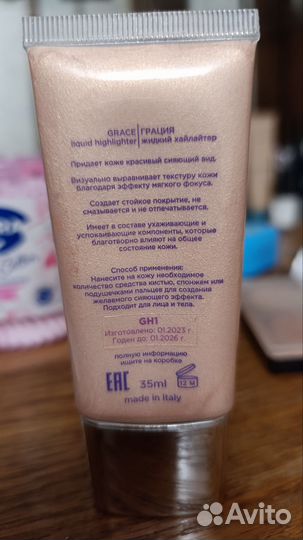 GRACE | ГРАЦИЯ
liquid highlighter | жидкий хайлайтер
Придает коже красивый сияющий вид.
Визуально выравнивает текстуру кожи
благодаря эффекту мягкого фокуса.
Создает стойкое покрытие, не
смазывается и не отпечатывается.
Имеет в составе ухаживающие и
успокаивающие компоненты, которые
благотворно влияют на общее
состояние кожи.
Способ применения:
Нанесите на кожу необходимое
количество средства кистью, спонжем или
подушечками пальцев для создания
желаемого сияющего эффекта.
Подходит для лица и тела.
GH1
Изготовлено: 01.2023 г
Годен до: 01.2026 г
полную информацию
ищите на коробке
EAC 35ml 12 M
made in Italy
Avito